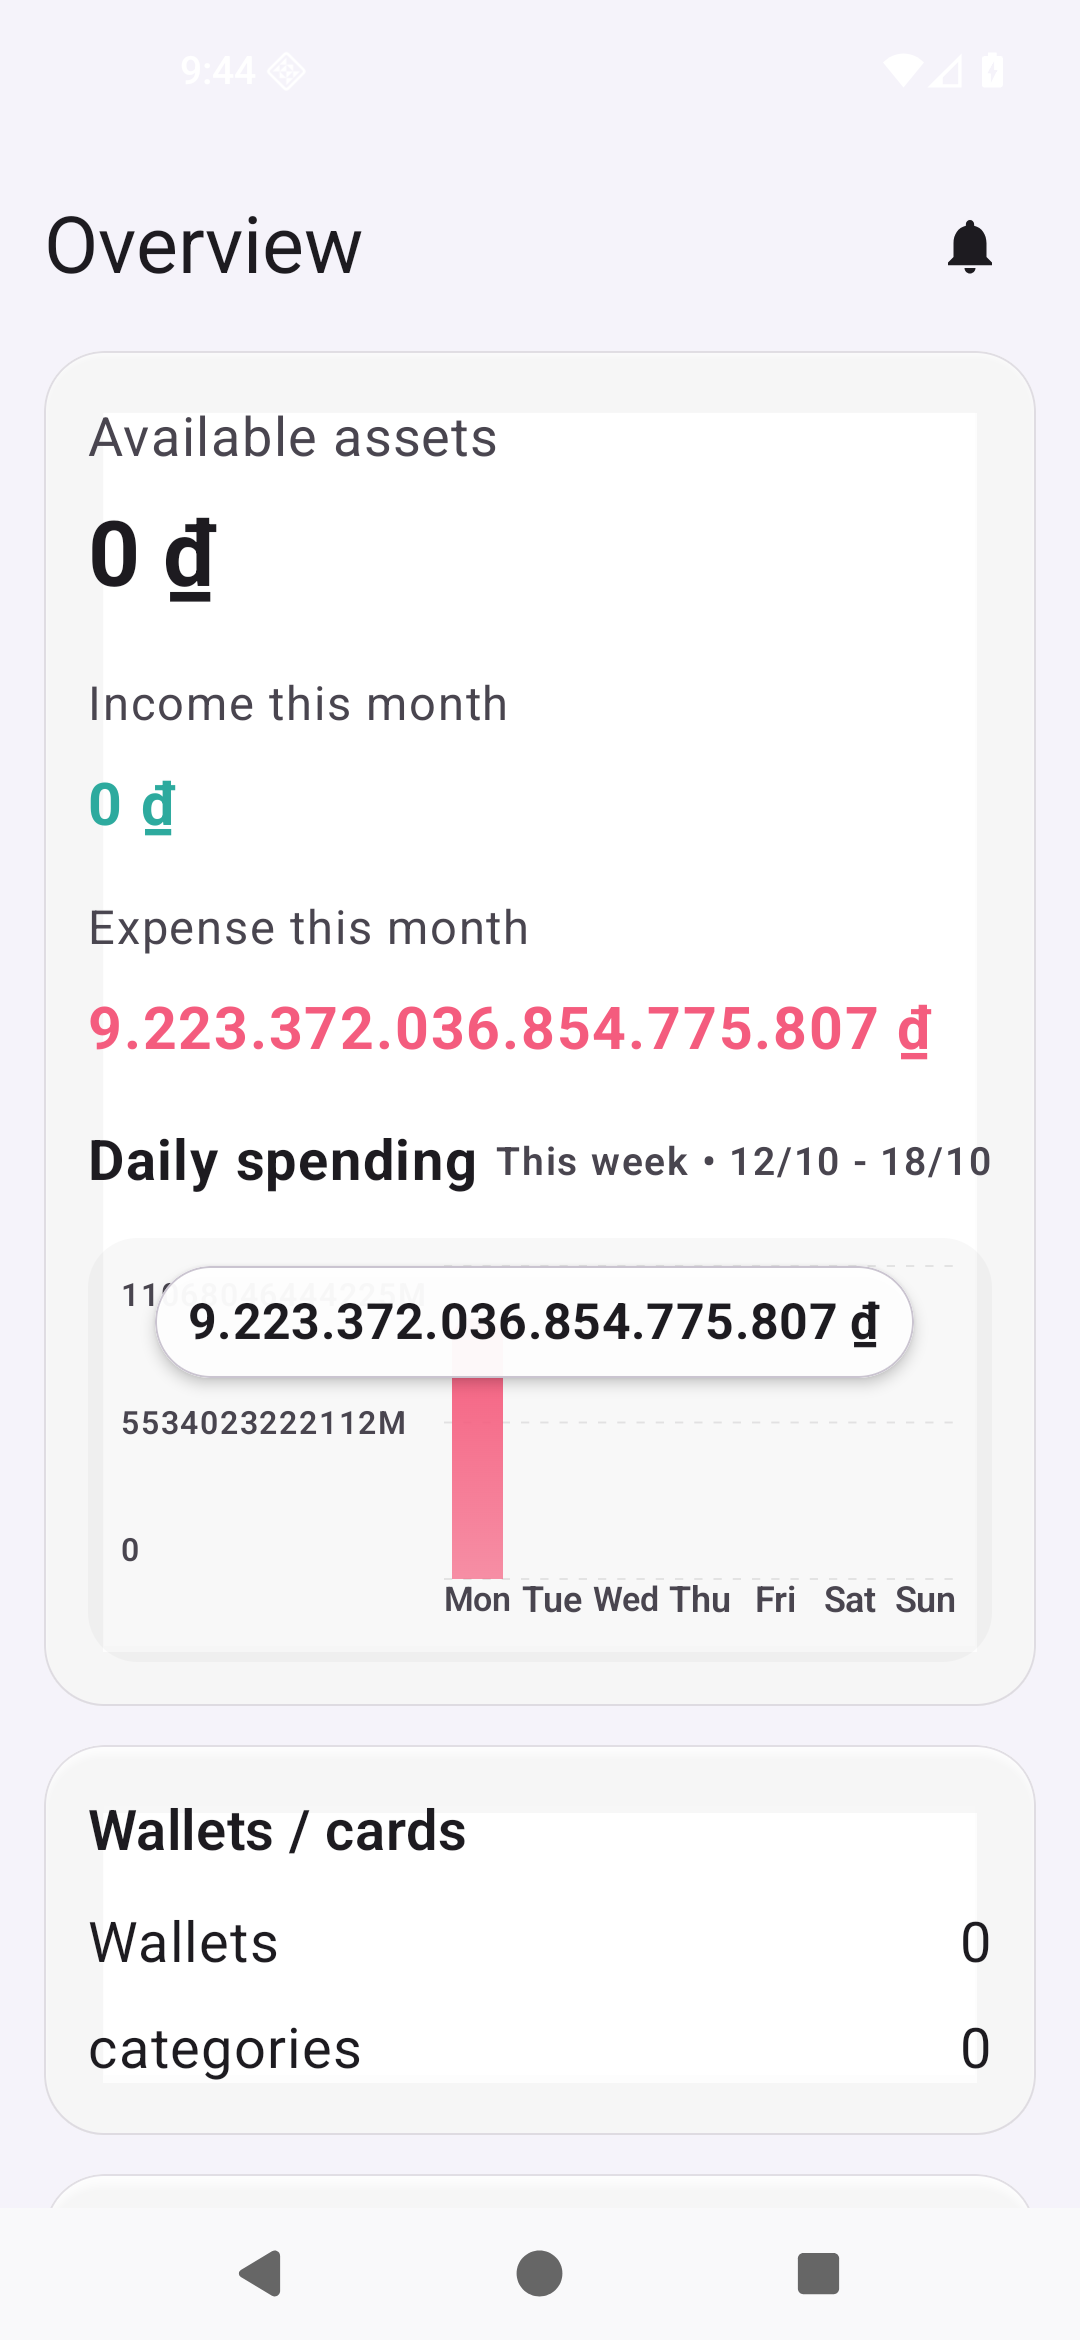 9:44
Overview
Available assets
0 ₫
Income this month
0 ₫
Expense this month
9.223.372.036.854.775.807 ₫
Daily spending This week • 12/10 - 18/10
11068046444225M
9.223.372.036.854.775.807 ₫
5534023222112M
0
Mon Tue Wed Thu Fri Sat Sun
Wallets / cards
Wallets 0
categories 0